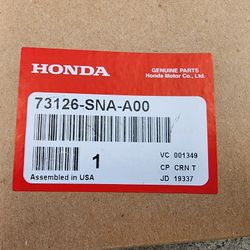 HONDA
GENUINE PARTS
Honda Motor Co., Ltd.
73126-SNA-A00
1
VC 001349
CP CRN T
Assembled in USA
JD 19337